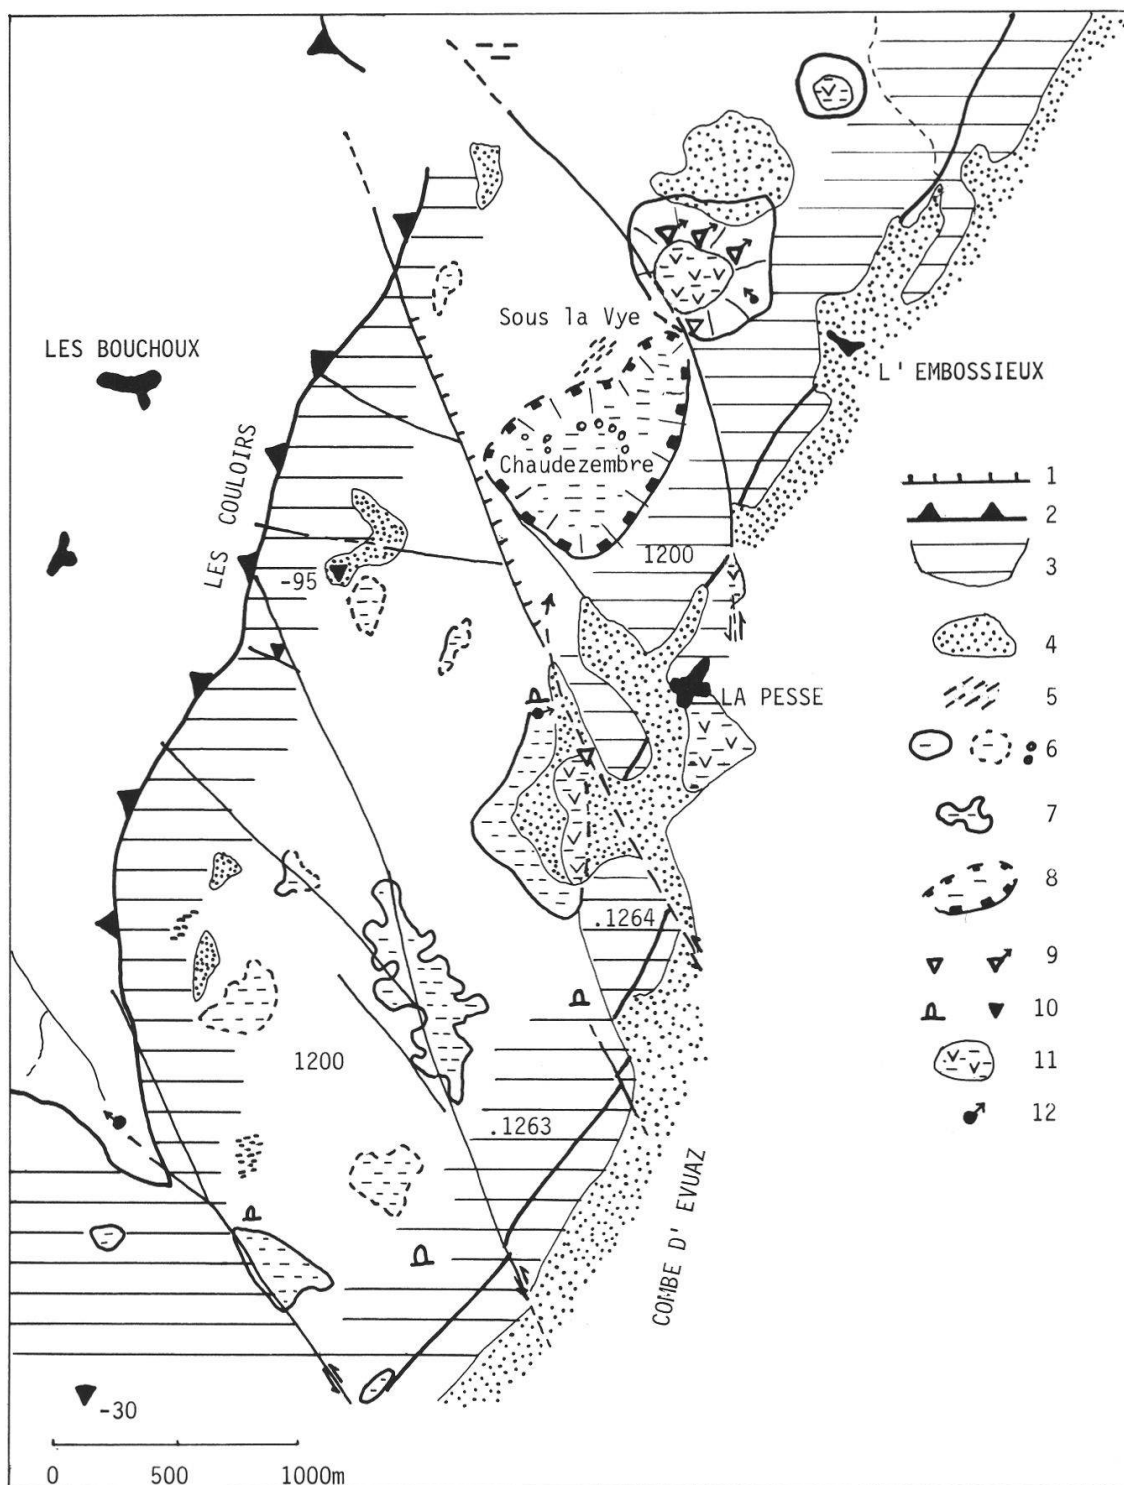 Sous la Vye
LES BOUCHOUX
L'EMBOSSIEUX
Chaudezembre
LES COULOIRS
1
2
1200
3
-95
4
LA PESSE
5
6
7
8
.1264
9
10
1200
11
.1263
12
COMBE D'EVUAZ
-30
0 500 1000m